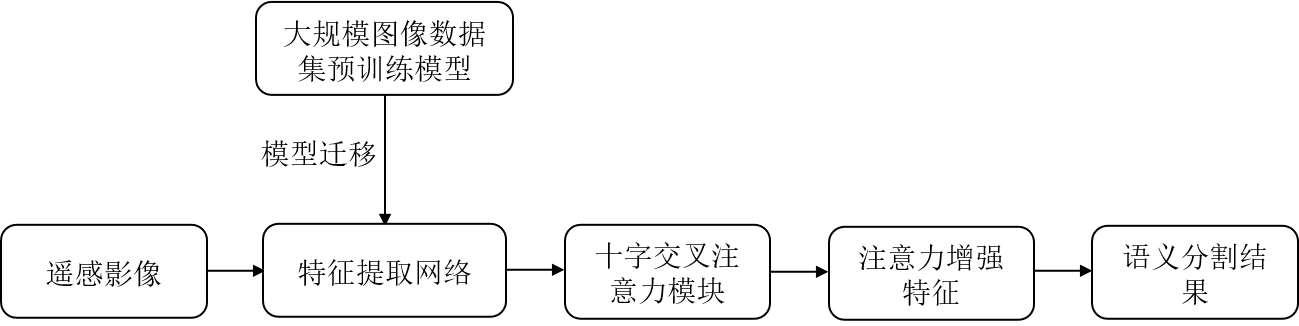 大规模图像数据
集预训练模型
模型迁移
遥感影像
特征提取网络
十字交叉注
意力模块
注意力增强
特征
语义分割结
果